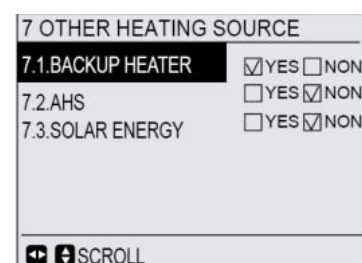 7 OTHER HEATING SOURCE
7.1.BACKUP HEATER ☑YES☐NON
7.2.AHS ☐YES☑NON
7.3.SOLAR ENERGY ☐YES☑NON
SCROLL